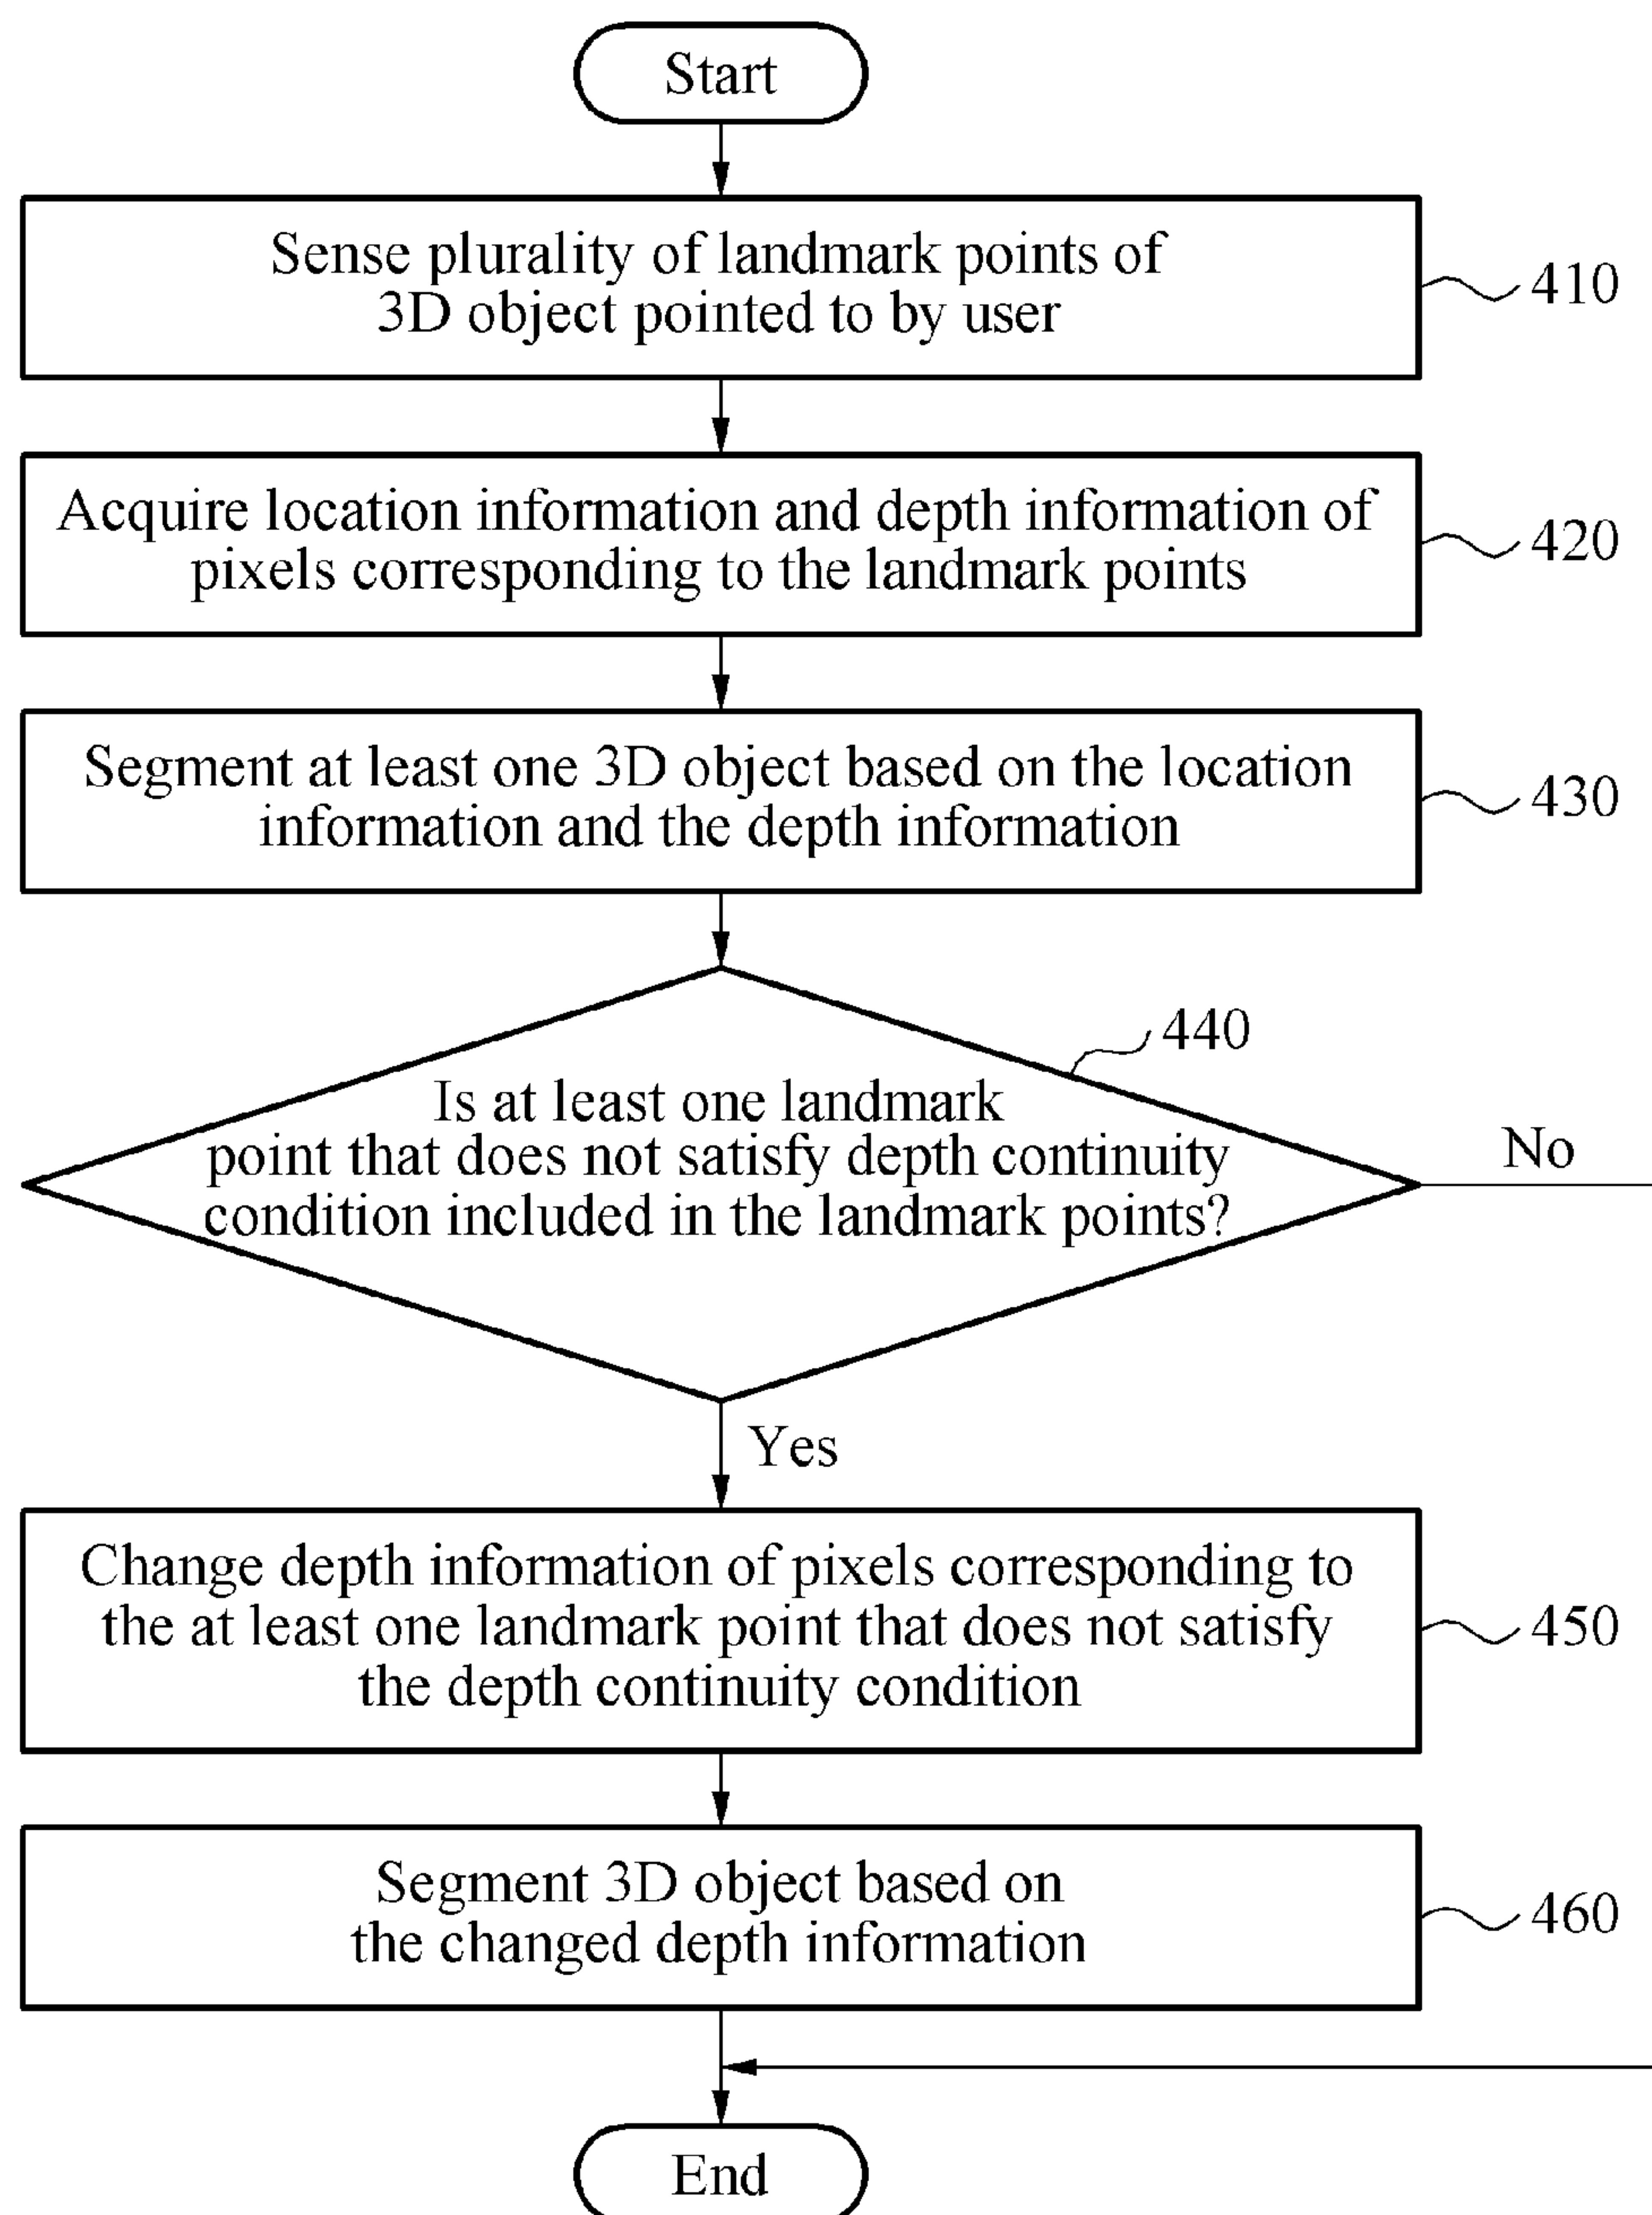 Start
Sense plurality of landmark points of
3D object pointed to by user
410
Acquire location information and depth information of
pixels corresponding to the landmark points
420
Segment at least one 3D object based on the location
information and the depth information
430
440
Is at least one landmark
point that does not satisfy depth continuity
condition included in the landmark points?
No
Yes
Change depth information of pixels corresponding to
the at least one landmark point that does not satisfy
the depth continuity condition
450
Segment 3D object based on
the changed depth information
460
End